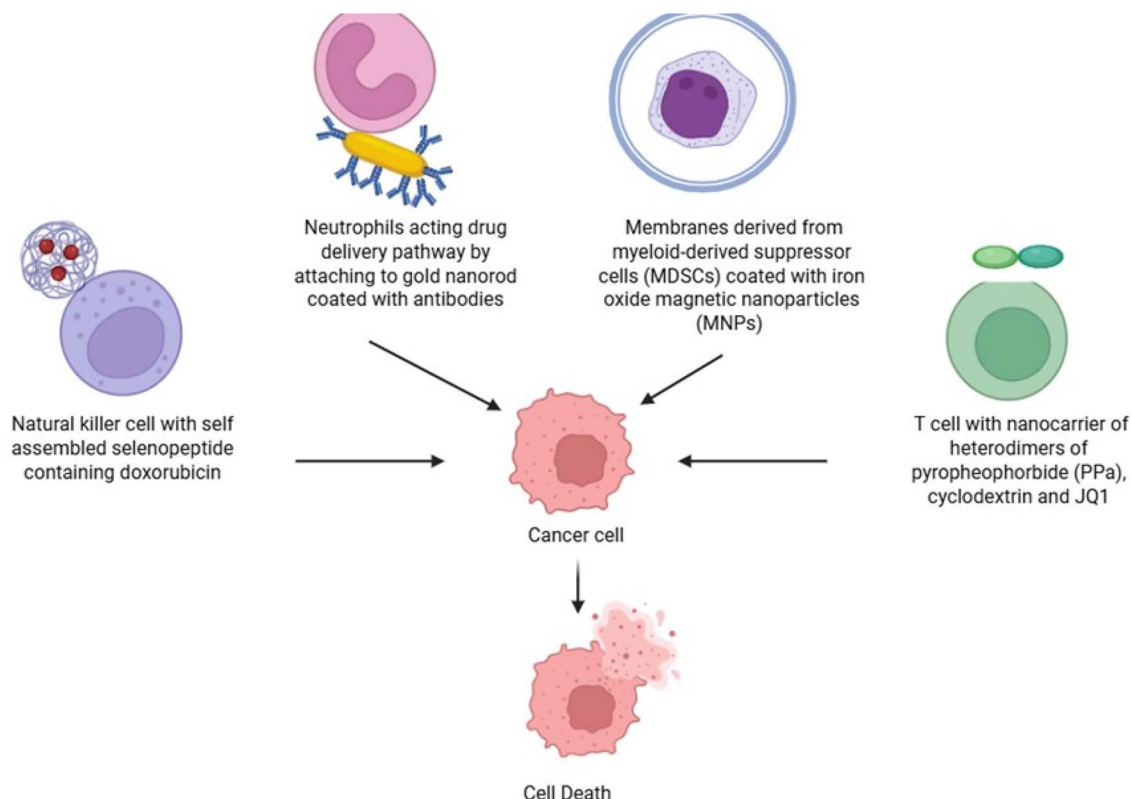 Neutrophils acting drug
delivery pathway by
attaching to gold nanorod
coated with antibodies
Membranes derived from
myeloid-derived suppressor
cells (MDSCs) coated with iron
oxide magnetic nanoparticles
(MNPs)
Natural killer cell with self
assembled selenopeptide
containing doxorubicin
T cell with nanocarrier of
heterodimers of
pyropheophorbide (PPa),
cyclodextrin and JQ1
Cancer cell
Cell Death